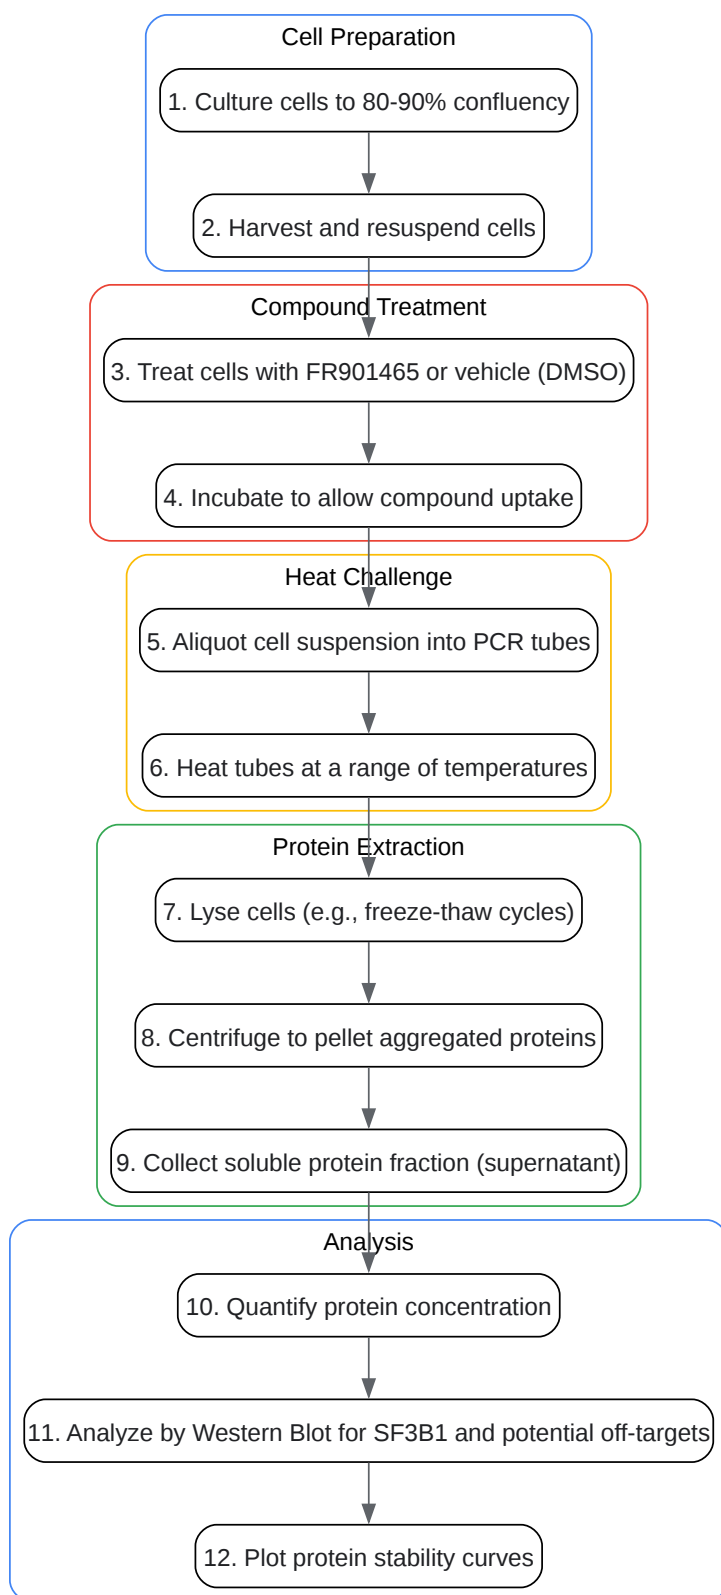 Cell Preparation
1. Culture cells to 80-90% confluency
2. Harvest and resuspend cells
Compound Treatment
3. Treat cells with FR901465 or vehicle (DMSO)
4. Incubate to allow compound uptake
Heat Challenge
5. Aliquot cell suspension into PCR tubes
6. Heat tubes at a range of temperatures
Protein Extraction
7. Lyse cells (e.g., freeze-thaw cycles)
8. Centrifuge to pellet aggregated proteins
9. Collect soluble protein fraction (supernatant)
Analysis
10. Quantify protein concentration
11. Analyze by Western Blot for SF3B1 and potential off-targets
12. Plot protein stability curves